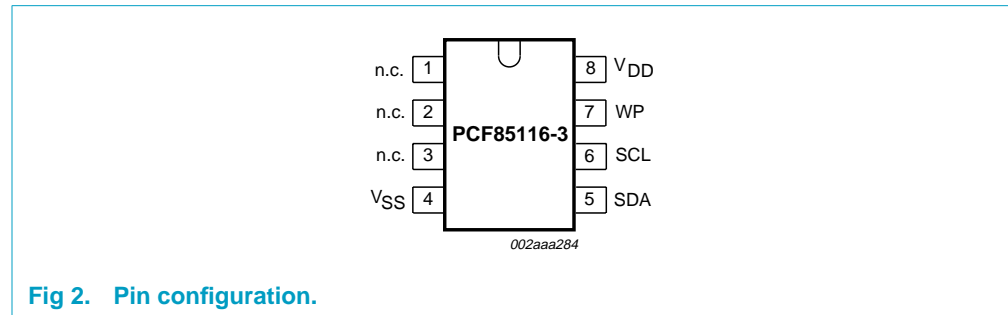 n.c. 1 8 VDD
n.c. 2 7 WP
PCF85116-3
n.c. 3 6 SCL
VSS 4 5 SDA
002aaa284
Fig 2. Pin configuration.